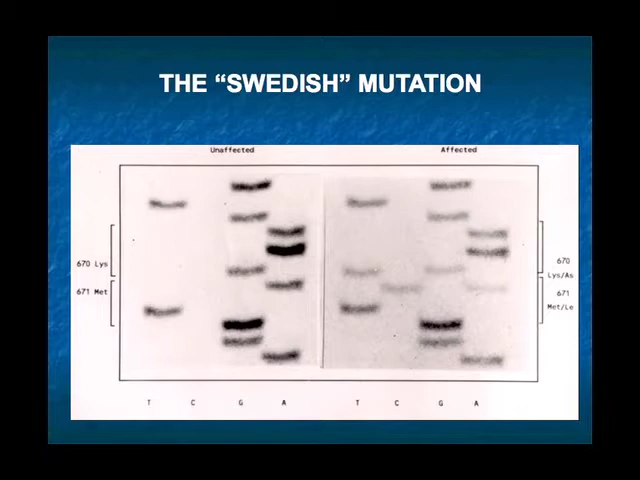 THE “SWEDISH” MUTATION
Unaffected Affected
670 Lys
671 Met
670
Lys/As
671
Met/Le
T C G A T C G A